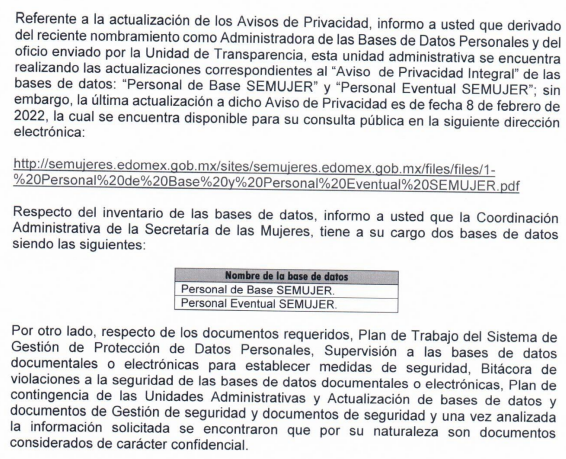 Referente a la actualización de los Avisos de Privacidad, informo a usted que derivado
del reciente nombramiento como Administradora de las Bases de Datos Personales y del
oficio enviado por la Unidad de Transparencia, esta unidad administrativa se encuentra
realizando las actualizaciones correspondientes al “Aviso de Privacidad Integral” de las
bases de datos: “Personal de Base SEMUJER” y “Personal Eventual SEMUJER”; sin
embargo, la última actualización a dicho Aviso de Privacidad es de fecha 8 de febrero de
2022, la cual se encuentra disponible para su consulta pública en la siguiente dirección
electrónica:
http://semujeres.edomex.gob.mx/sites/semujeres.edomex.gob.mx/files/files/1-
%20Personal%20de%20Base%20y%20Personal%20Eventual%20SEMUJER.pdf
Respecto del inventario de las bases de datos, informo a usted que la Coordinación
Administrativa de la Secretaría de las Mujeres, tiene a su cargo dos bases de datos
siendo las siguientes:
Nombre de la base de datos
Personal de Base SEMUJER.
Personal Eventual SEMUJER.
Por otro lado, respecto de los documentos requeridos, Plan de Trabajo del Sistema de
Gestión de Protección de Datos Personales, Supervisión a las bases de datos
documentales o electrónicas para establecer medidas de seguridad, Bitácora de
violaciones a la seguridad de las bases de datos documentales o electrónicas, Plan de
contingencia de las Unidades Administrativas y Actualización de bases de datos y
documentos de Gestión de seguridad y documentos de seguridad y una vez analizada
la información solicitada se encontraron que por su naturaleza son documentos
considerados de carácter confidencial.